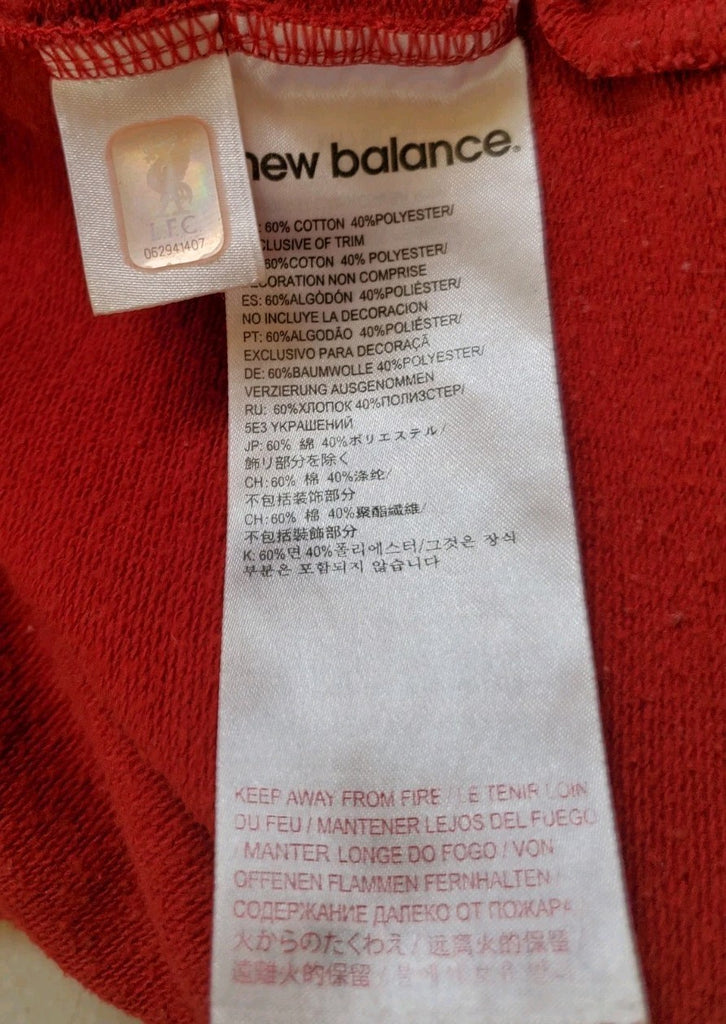 L.F.C.
062941407
new balance.
: 60% COTTON 40%POLYESTER/
CLUSIVE OF TRIM
60%COTON 40% POLYESTER/
CORATION NON COMPRISE
ES: 60%ALGÓDÓN 40%POLIÉSTER/
NO INCLUYE LA DECORACION
PT: 60%ALGODÃO 40%POLIÉSTER/
EXCLUSIVO PARA DECORAÇÃ
DE: 60%BAUMWOLLE 40%POLYESTER/
VERZIERUNG AUSGENOMMEN
RU: 60%ХЛОПОК 40%ПОЛИЭСТЕР/
5ЕЗ УКРАШЕНИЙ
JP: 60% 綿 40%ポリエステル/
飾り部分を除く
CH: 60% 棉 40%涤纶/
不包括装饰部分
CH: 60% 棉 40%聚酯纖維/
不包括裝飾部分
K: 60%면 40%폴리에스터/그것은 장식
부분은 포함되지 않습니다
KEEP AWAY FROM FIRE / LE TENIR LOIN
DU FEU / MANTENER LEJOS DEL FUEGO
/ MANTER LONGE DO FOGO / VON
OFFENEN FLAMMEN FERNHALTEN /
СОДЕРЖАНИЕ ДАЛЕКО ОТ ПОЖАРА
火からのたくわえ / 远离火的保留
遠離火的保留 /